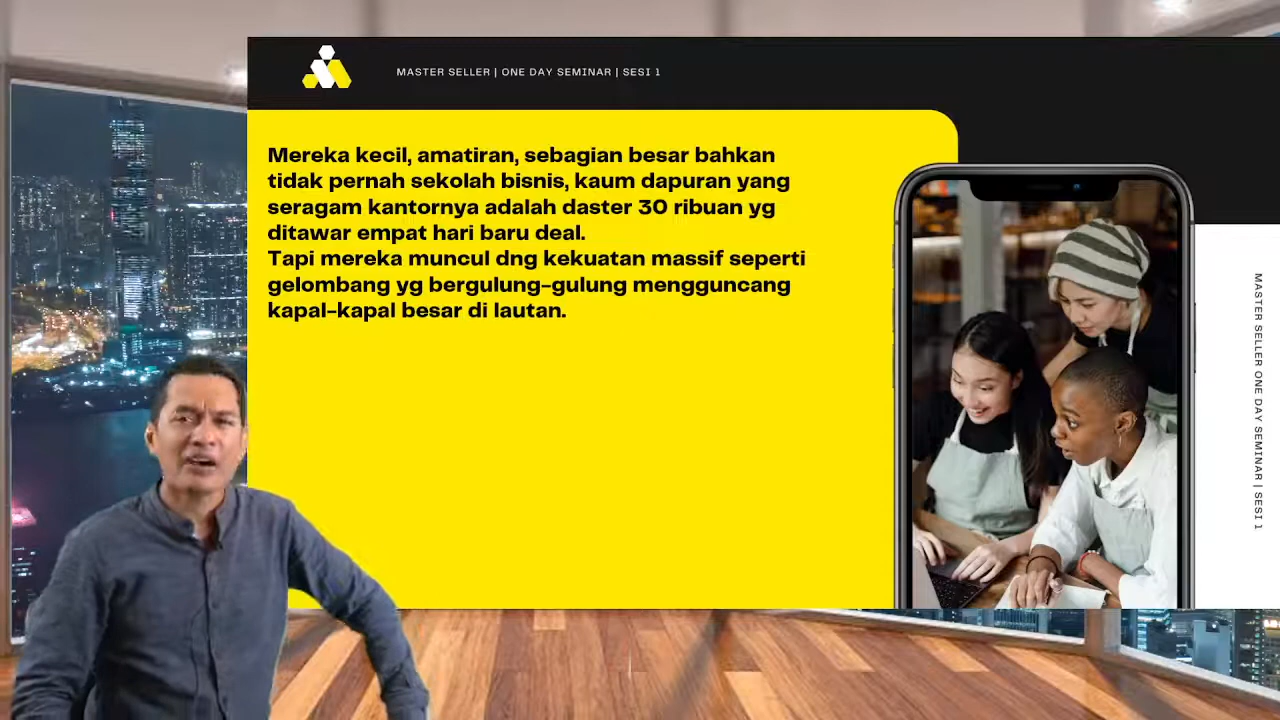 MASTER SELLER | ONE DAY SEMINAR | SESI 1
Mereka kecil, amatiran, sebagian besar bahkan
tidak pernah sekolah bisnis, kaum dapuran yang
seragam kantornya adalah daster 30 ribuan yg
ditawar empat hari baru deal.
Tapi mereka muncul dng kekuatan massif seperti
gelombang yg bergulung-gulung mengguncang
kapal-kapal besar di lautan.
MASTER SELLER ONE DAY SEMINAR | SESI 1